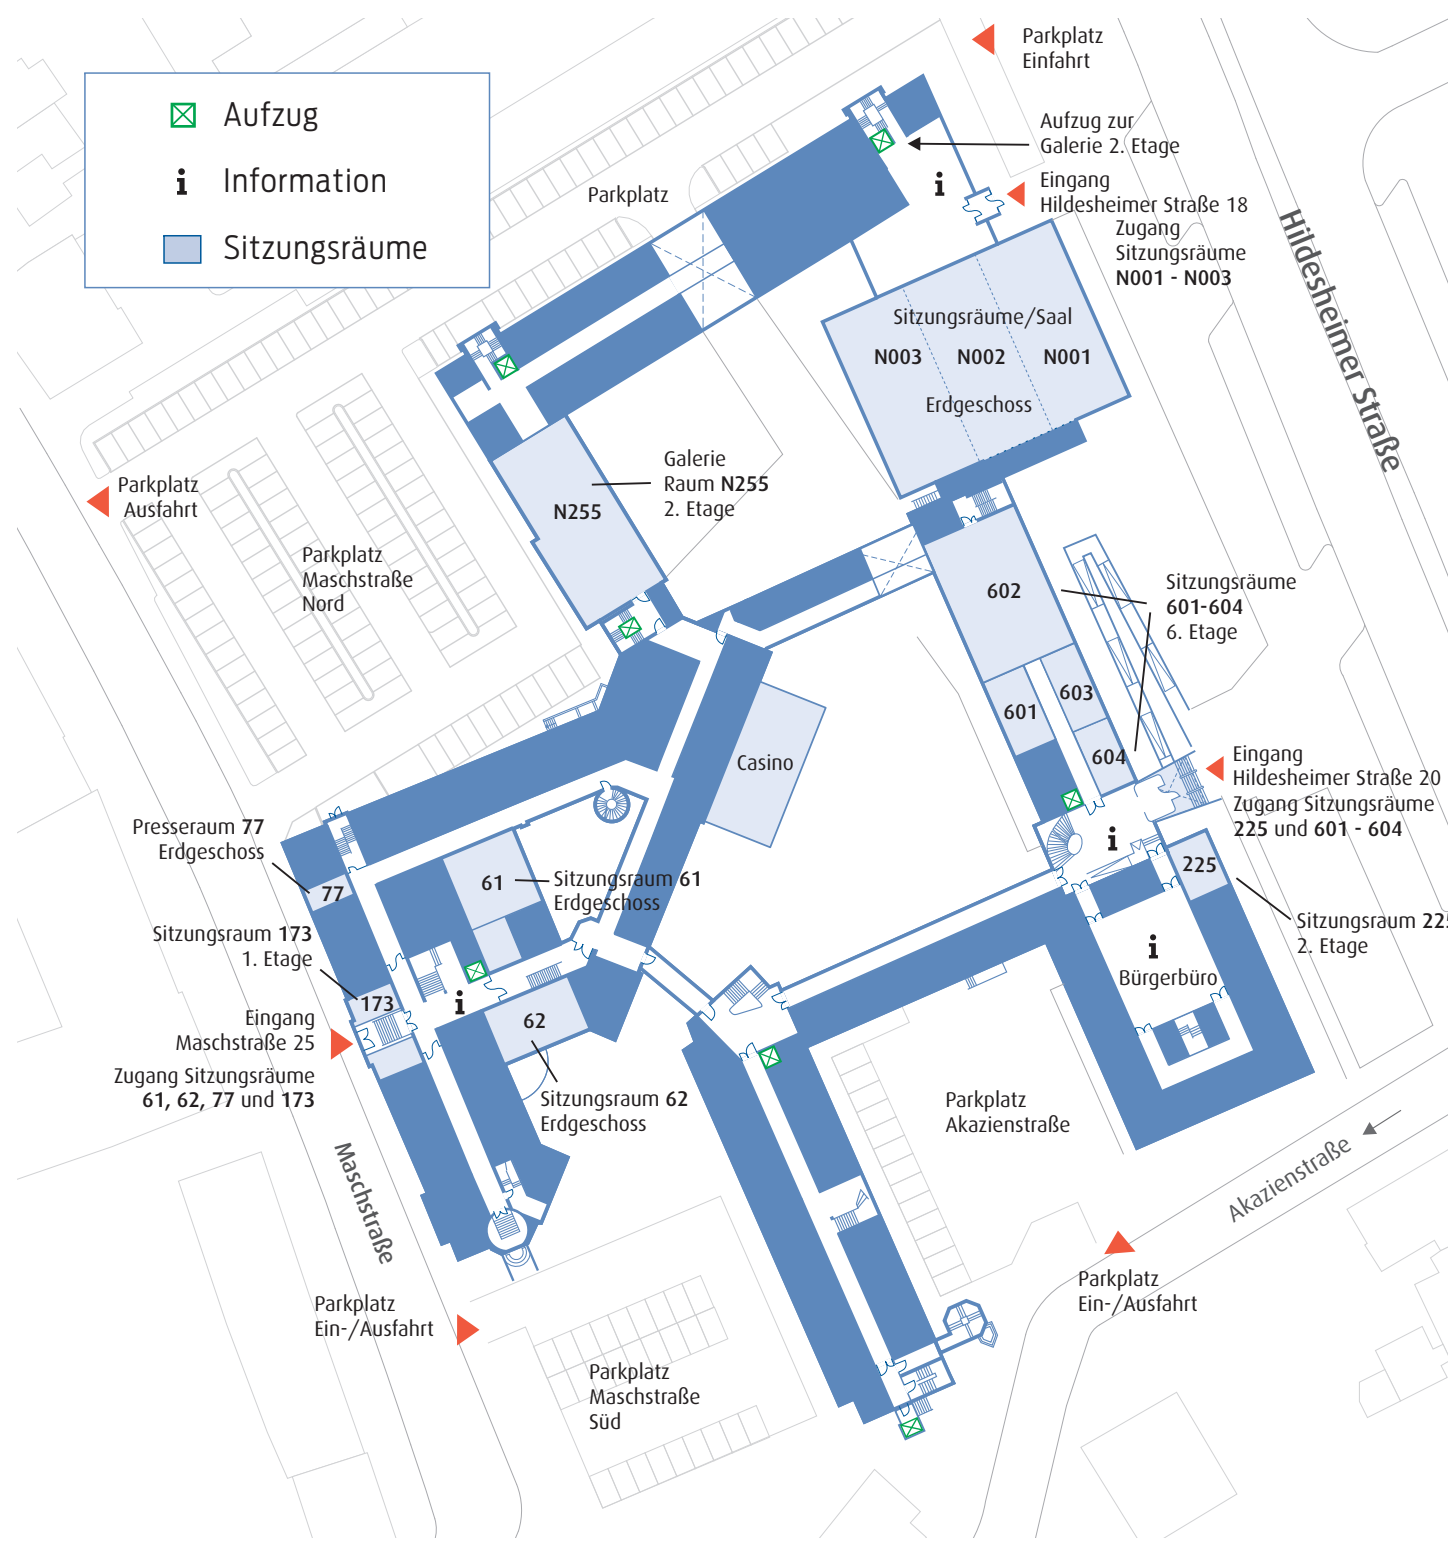 Aufzug
Information
Sitzungsräume
Parkplatz
Einfahrt
Aufzug zur
Galerie 2. Etage
Eingang
Hildesheimer Straße 18
Zugang
Sitzungsräume
N001 - N003
Hildesheimer Straße
Parkplatz
Sitzungsräume/Saal
N003
N002
N001
Erdgeschoss
Galerie
Raum N255
2. Etage
N255
Parkplatz
Ausfahrt
Parkplatz
Maschstraße
Nord
602
Sitzungsräume
601-604
6. Etage
603
601
604
Casino
Eingang
Hildesheimer Straße 20
Zugang Sitzungsräume
225 und 601 - 604
Presseraum 77
Erdgeschoss
77
61
Sitzungsraum 61
Erdgeschoss
225
Sitzungsraum 225
2. Etage
Sitzungsraum 173
1. Etage
173
Bürgerbüro
Eingang
Maschstraße 25
Zugang Sitzungsräume
61, 62, 77 und 173
62
Sitzungsraum 62
Erdgeschoss
Parkplatz
Akazienstraße
Akazienstraße
Maschstraße
Parkplatz
Ein-/Ausfahrt
Parkplatz
Ein-/Ausfahrt
Parkplatz
Maschstraße
Süd